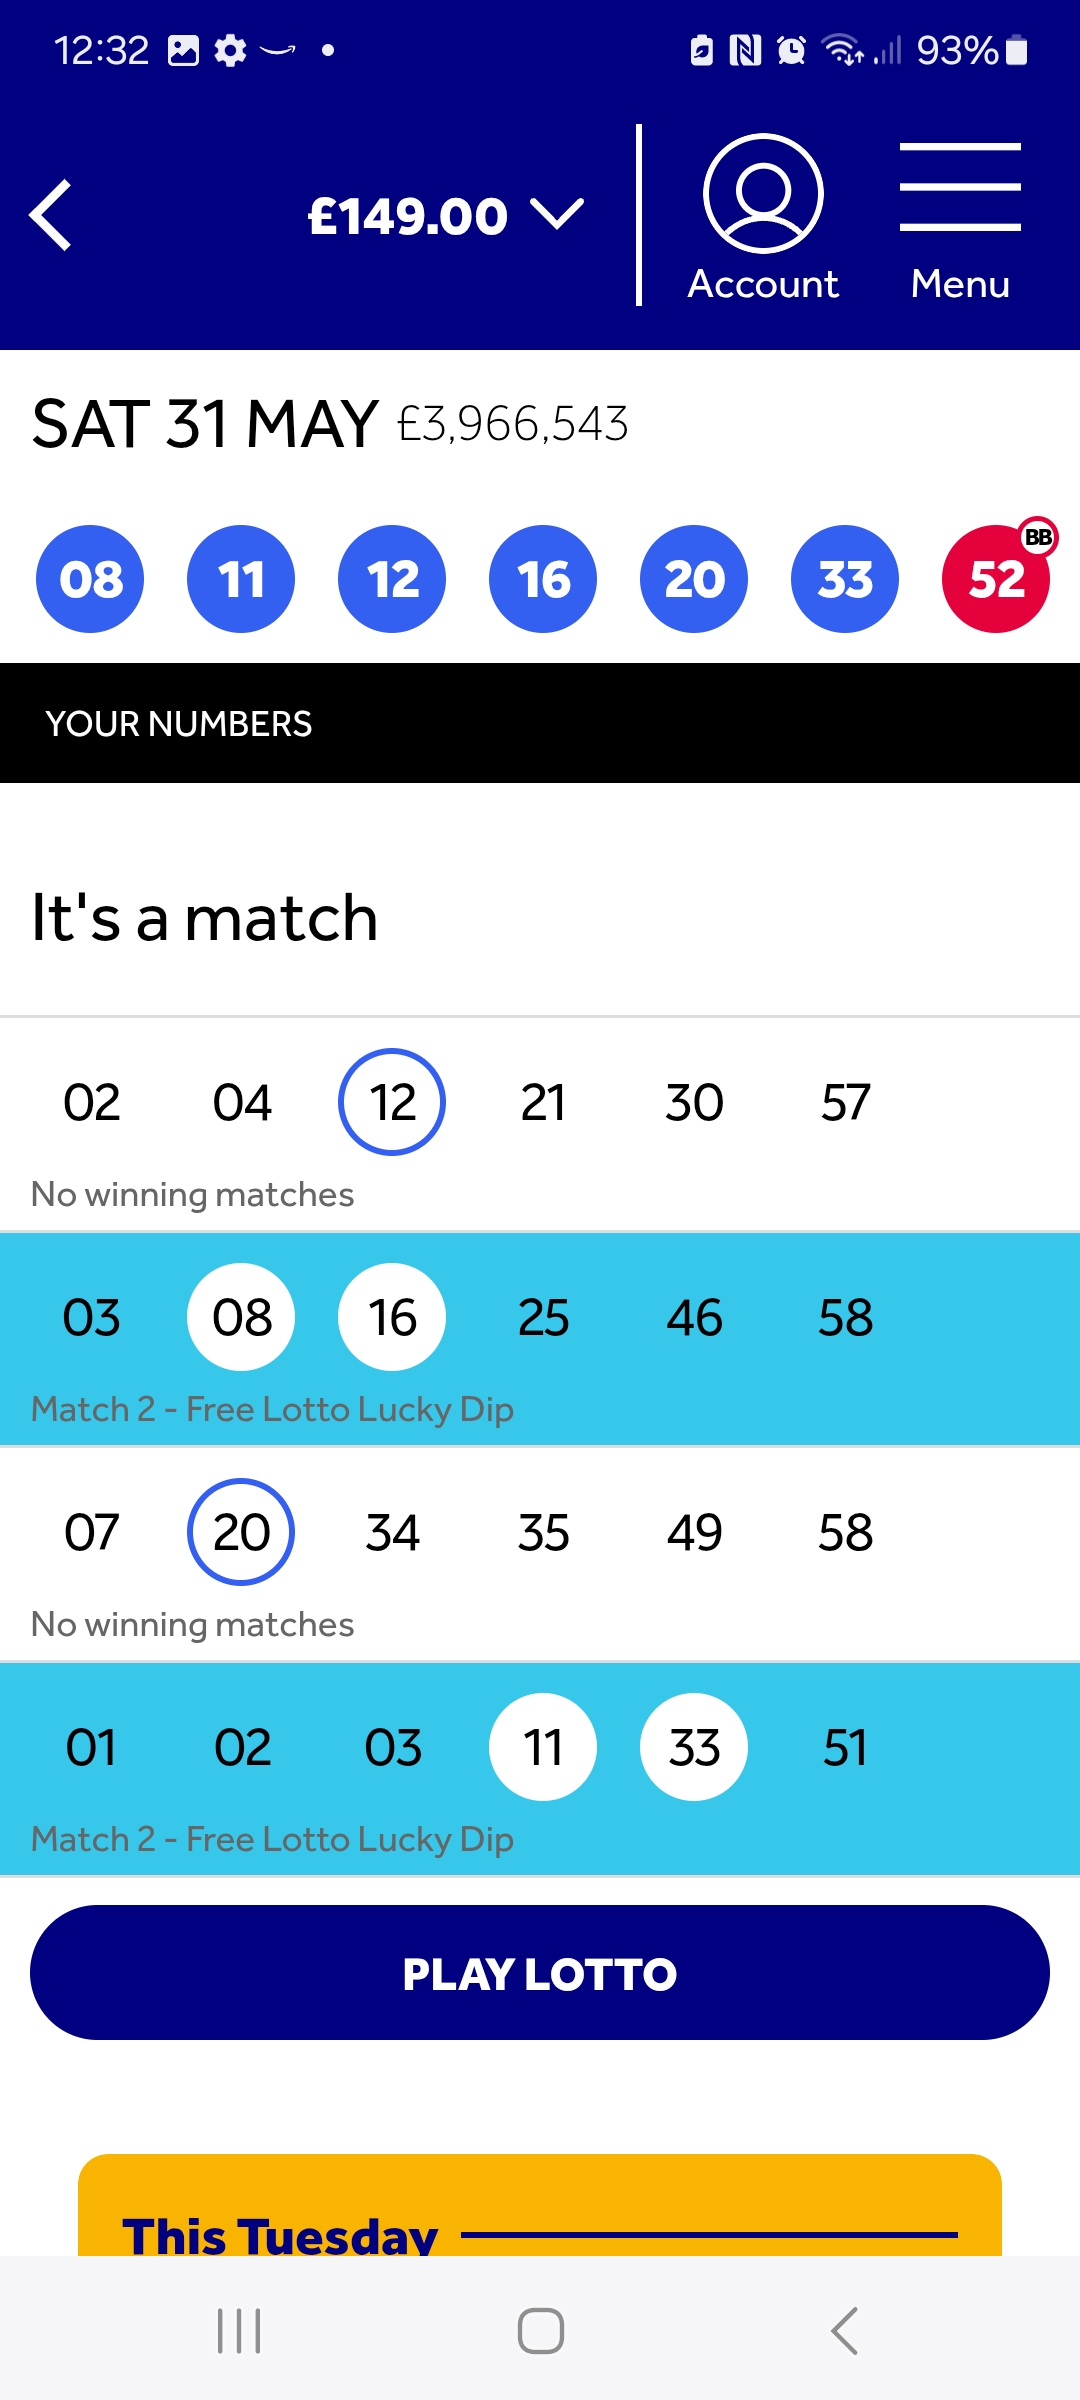 12:32 93%
£149.00
Account Menu
SAT 31 MAY £3,966,543
08 11 12 16 20 33 52 BB
YOUR NUMBERS
It's a match
02 04 12 21 30 57
No winning matches
03 08 16 25 46 58
Match 2 - Free Lotto Lucky Dip
07 20 34 35 49 58
No winning matches
01 02 03 11 33 51
Match 2 - Free Lotto Lucky Dip
PLAY LOTTO
This Tuesday